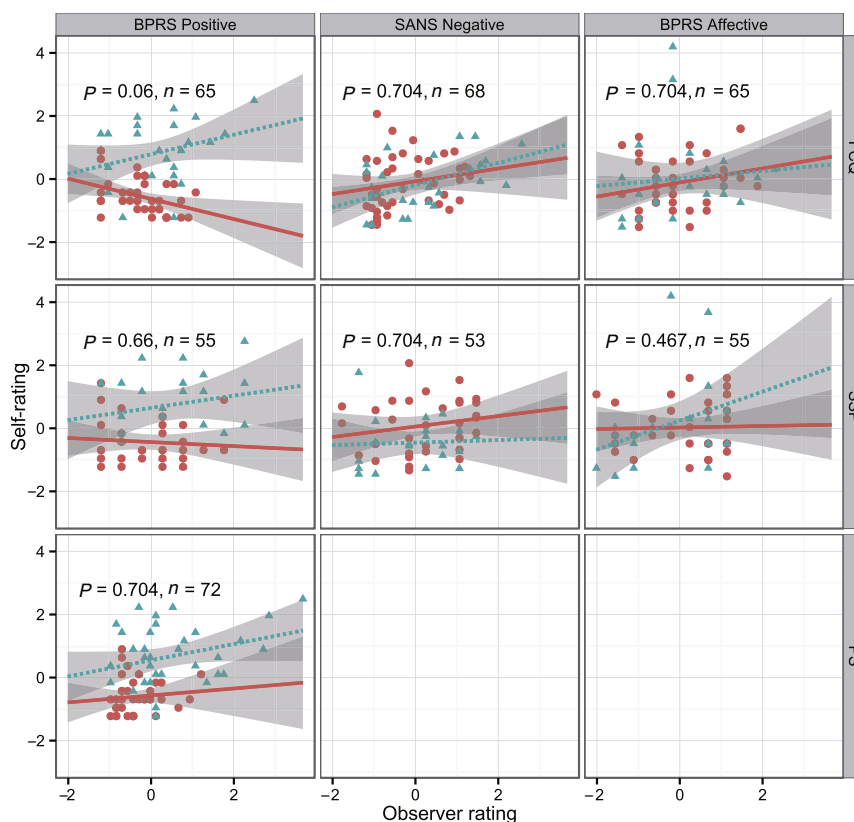 BPRS Positive SANS Negative BPRS Affective
4
P = 0.06, n = 65 P = 0.704, n = 68 P = 0.704, n = 65
2
0
−2
4
P = 0.66, n = 55 P = 0.704, n = 53 P = 0.467, n = 55
2
Self-rating
0
−2
4
P = 0.704, n = 72
2
0
−2
−2 0 2 −2 0 2 −2 0 2
Observer rating